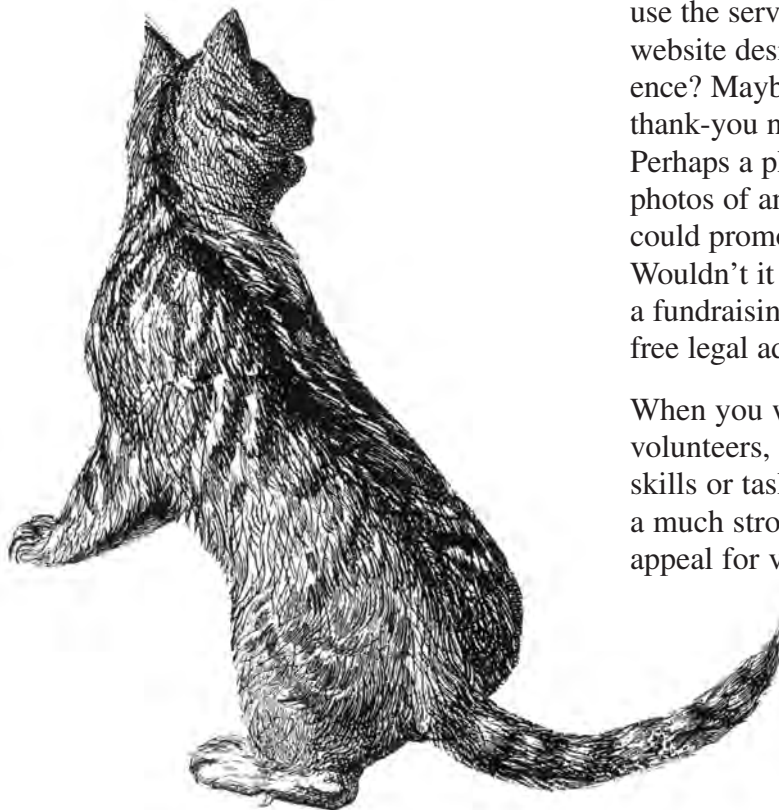 use the serv
website desi
ence? Mayb
thank-you n
Perhaps a pl
photos of an
could promo
Wouldn’t it
a fundraisin
free legal ad
When you w
volunteers,
skills or task
a much stro
appeal for v